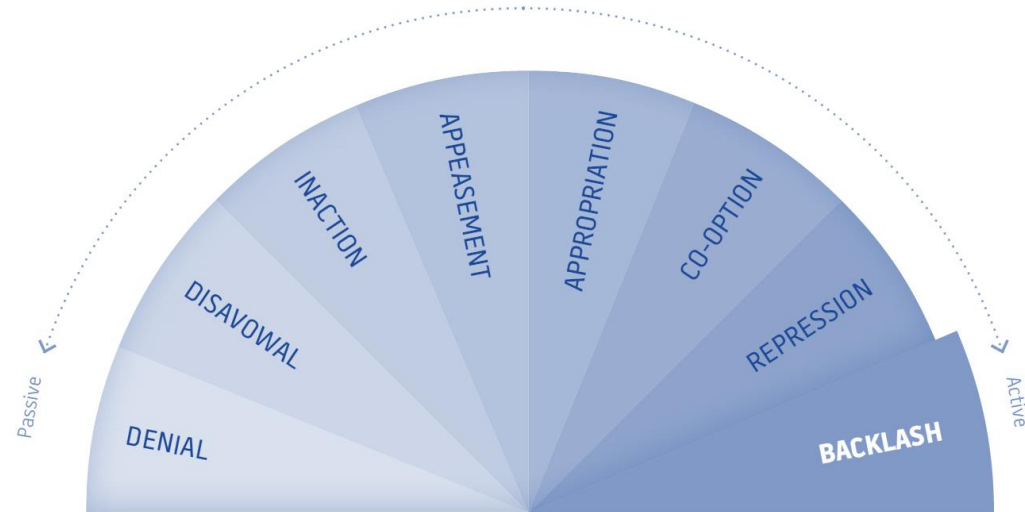 Passive
DENIAL
DISAVOWAL
INACTION
APPEASEMENT
APPROPRIATION
CO-OPTION
REPRESSION
BACKLASH
Active